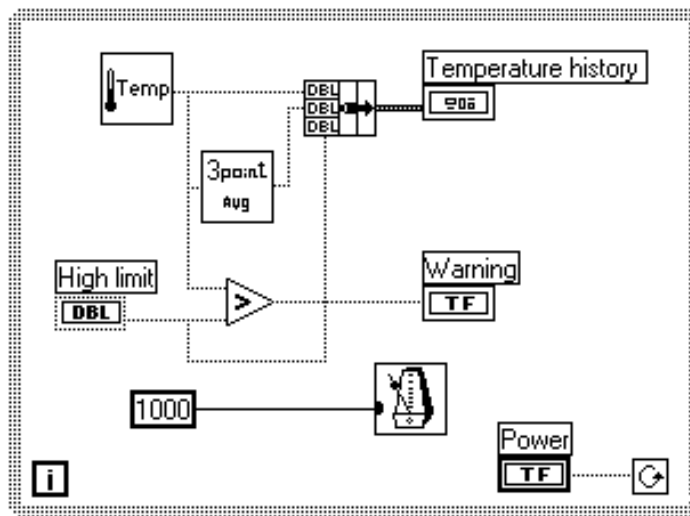 Temp
Temperature history
DBL
DBL
DBL
3point
Avg
High limit
DBL
>
Warning
TF
1000
Power
TF
i